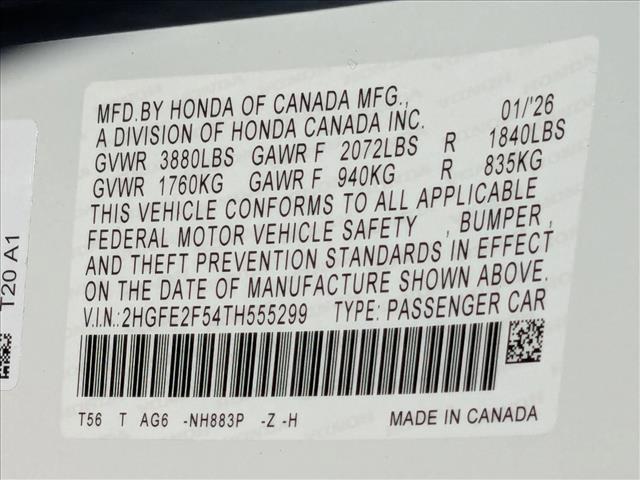 MFD.BY HONDA OF CANADA MFG., 01/'26
A DIVISION OF HONDA CANADA INC.
GVWR 3880LBS GAWR F 2072LBS R 1840LBS
GVWR 1760KG GAWR F 940KG R 835KG
THIS VEHICLE CONFORMS TO ALL APPLICABLE
FEDERAL MOTOR VEHICLE SAFETY , BUMPER ,
AND THEFT PREVENTION STANDARDS IN EFFECT
ON THE DATE OF MANUFACTURE SHOWN ABOVE.
V.I.N.:2HGFE2F54TH555299 TYPE: PASSENGER CAR
T56 T AG6 -NH883P -Z -H MADE IN CANADA
T20 A1